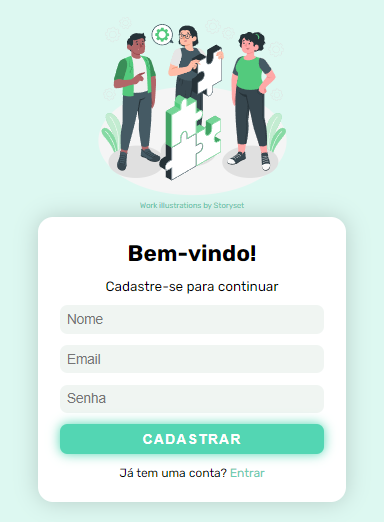 Work illustrations by Storyset
Bem-vindo!
Cadastre-se para continuar
Nome
Email
Senha
CADASTRAR
Já tem uma conta? Entrar